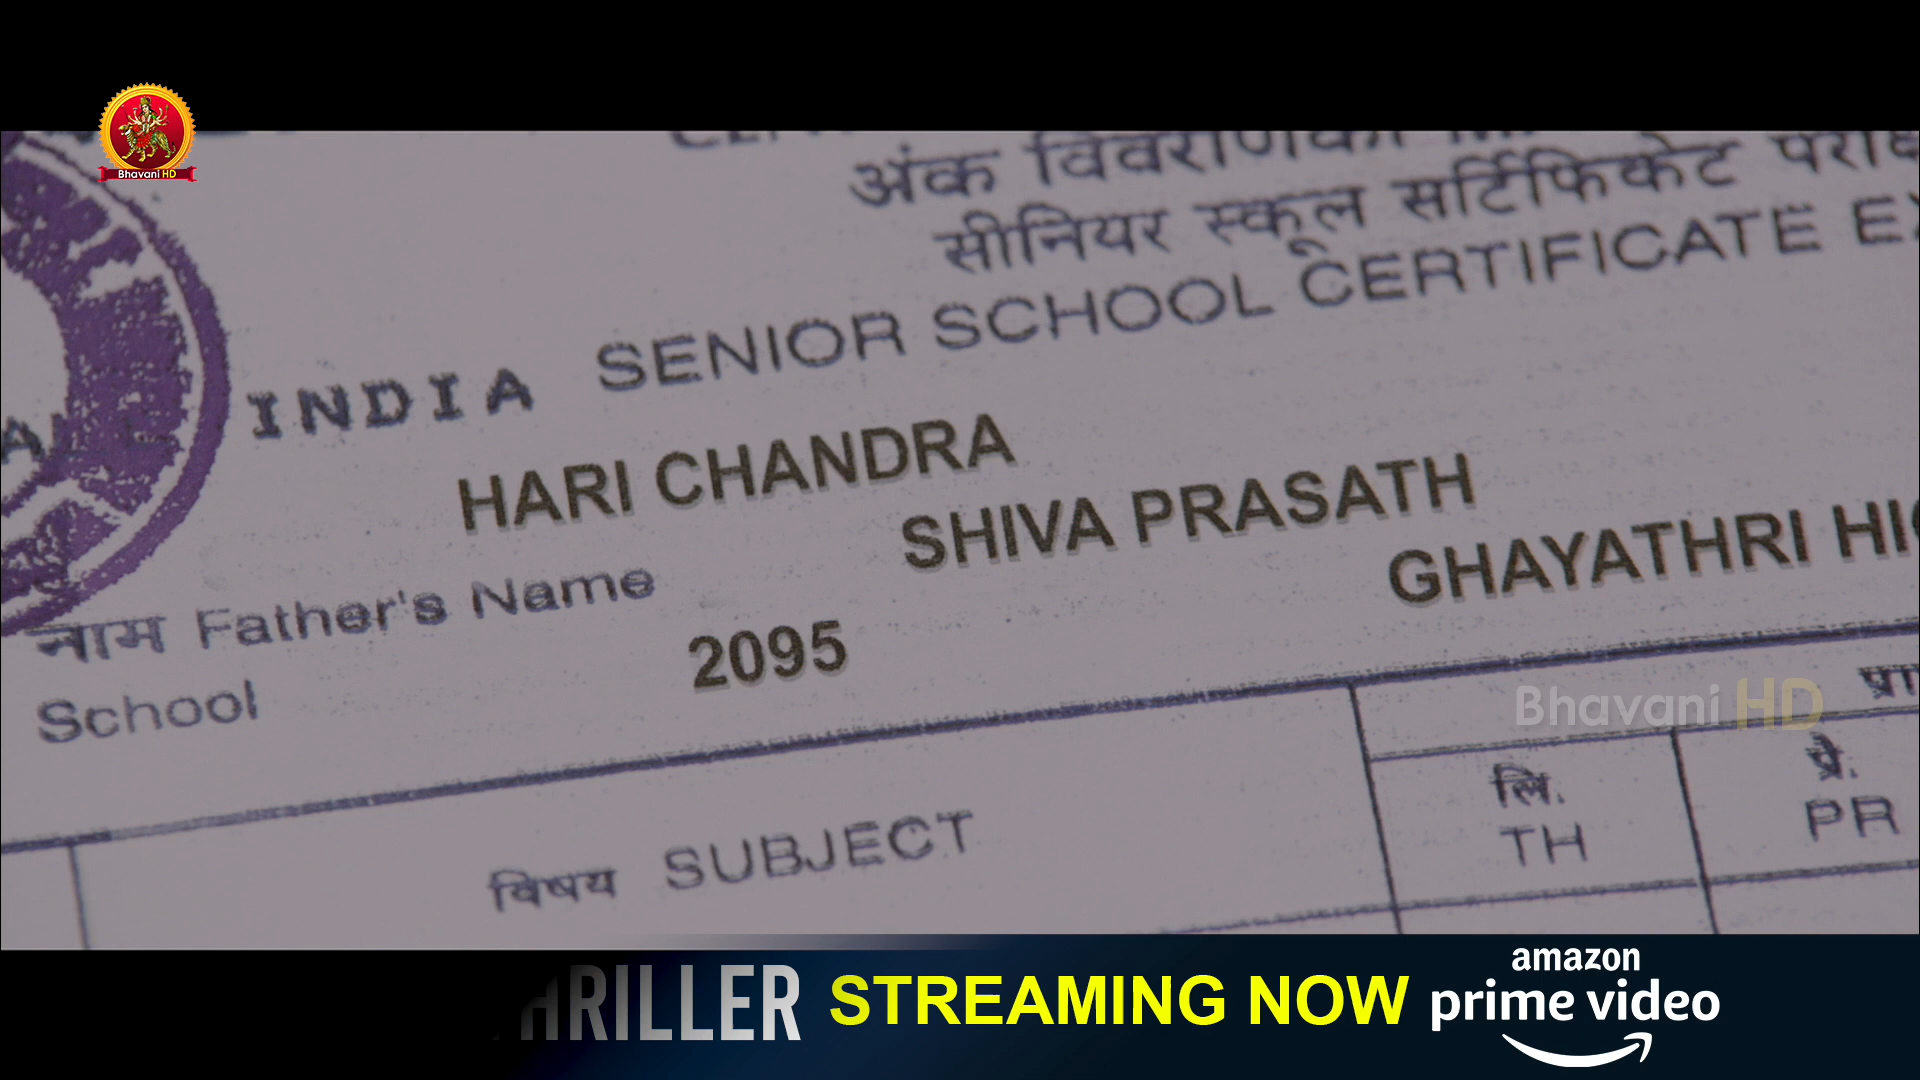 Bhavani HD
अंक विवरणिका
सीनियर स्कूल सर्टिफिकेट
INDIA SENIOR SCHOOL CERTIFICATE
HARI CHANDRA
SHIVA PRASATH
नाम Father's Name
GHAYATHRI
School
2095
Bhavani HD
विषय SUBJECT
लि.
TH
प्रे.
PR
STREAMING NOW
amazon
prime video